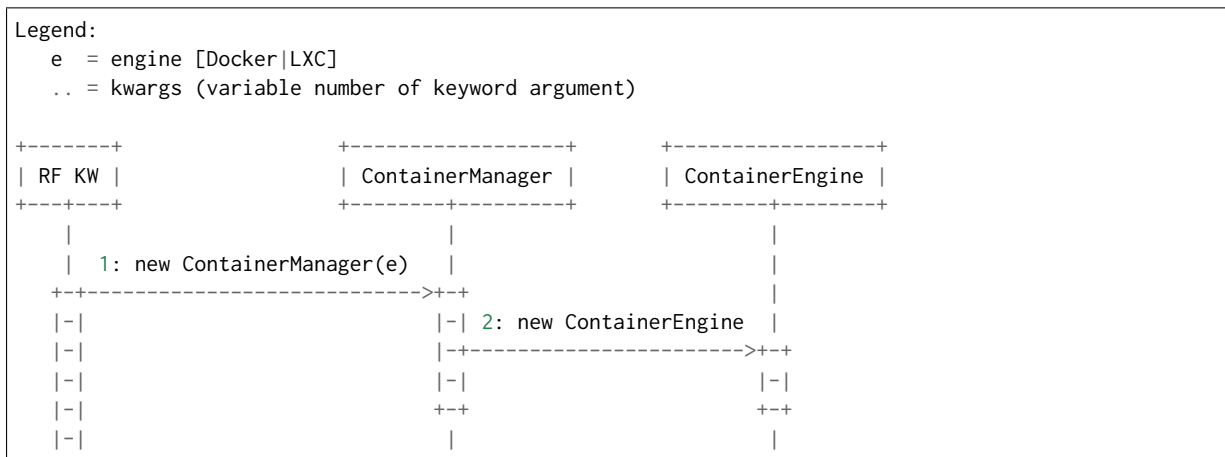 Legend:
   e  = engine [Docker|LXC]
   .. = kwargs (variable number of keyword argument)

+-------+                  +-------------------+       +-----------------+
| RF KW |                  | ContainerManager |       | ContainerEngine |
+---+---+                  +--------+----------+       +--------+--------+
    |                               |                          |
    |  1: new ContainerManager(e)   |                          |
   +-+---------------------------->+-+                         |
   |-|                             |-| 2: new ContainerEngine  |
   |-|                             |-+----------------------->+-+
   |-|                             |-|                        |-|
   |-|                             +-+                        +-+
   |-|                              |                          |